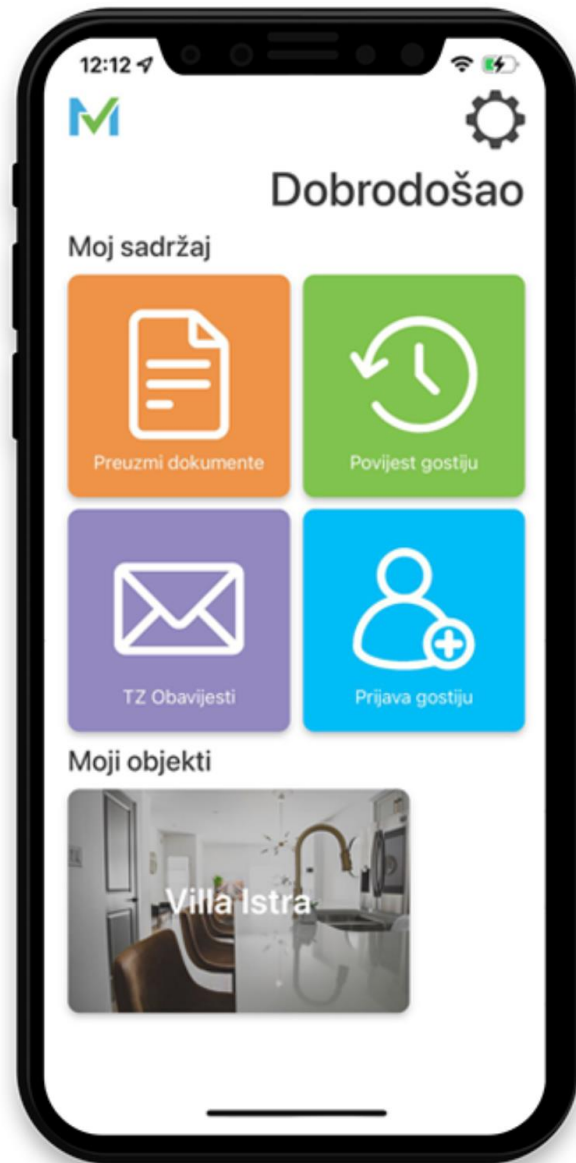 12:12
Dobrodošao
Moj sadržaj
Preuzmi dokumente
Povijest gostiju
TZ Obavijesti
Prijava gostiju
Moji objekti
Villa Istra